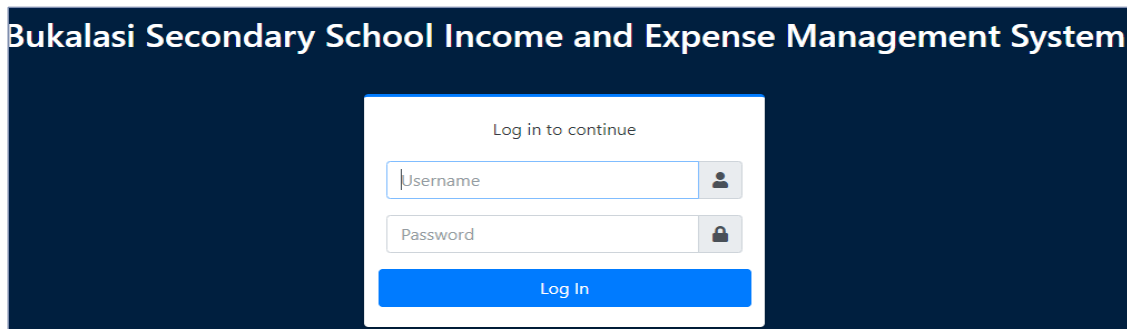 Bukalasi Secondary School Income and Expense Management System
Log in to continue
Username
Password
Log In